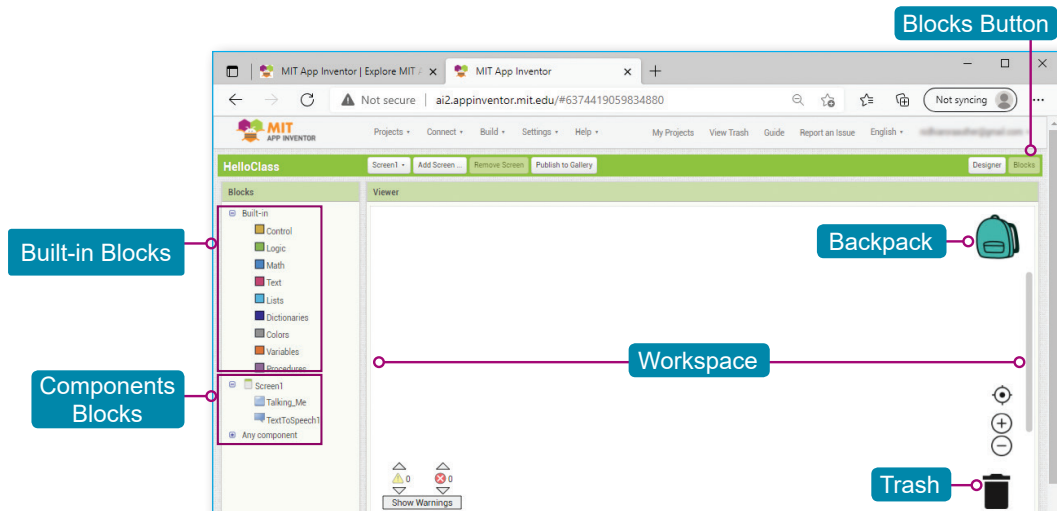 Blocks Button
MIT App Inventor | Explore MIT
MIT App Inventor
Not secure | ai2.appinventor.mit.edu/#6374419059834880
Not syncing
MIT
APP INVENTOR
Projects Connect Build Settings Help My Projects View Trash Guide Report an Issue English
HelloClass
Screen1 Add Screen ... Remove Screen Publish to Gallery Designer Blocks
Blocks
Viewer
Built-in
Control
Logic
Math
Text
Lists
Dictionaries
Colors
Variables
Procedures
Screen1
Talking_Me
TextToSpeech1
Any component
Built-in Blocks
Components
Blocks
Backpack
Workspace
0 0
Show Warnings
Trash